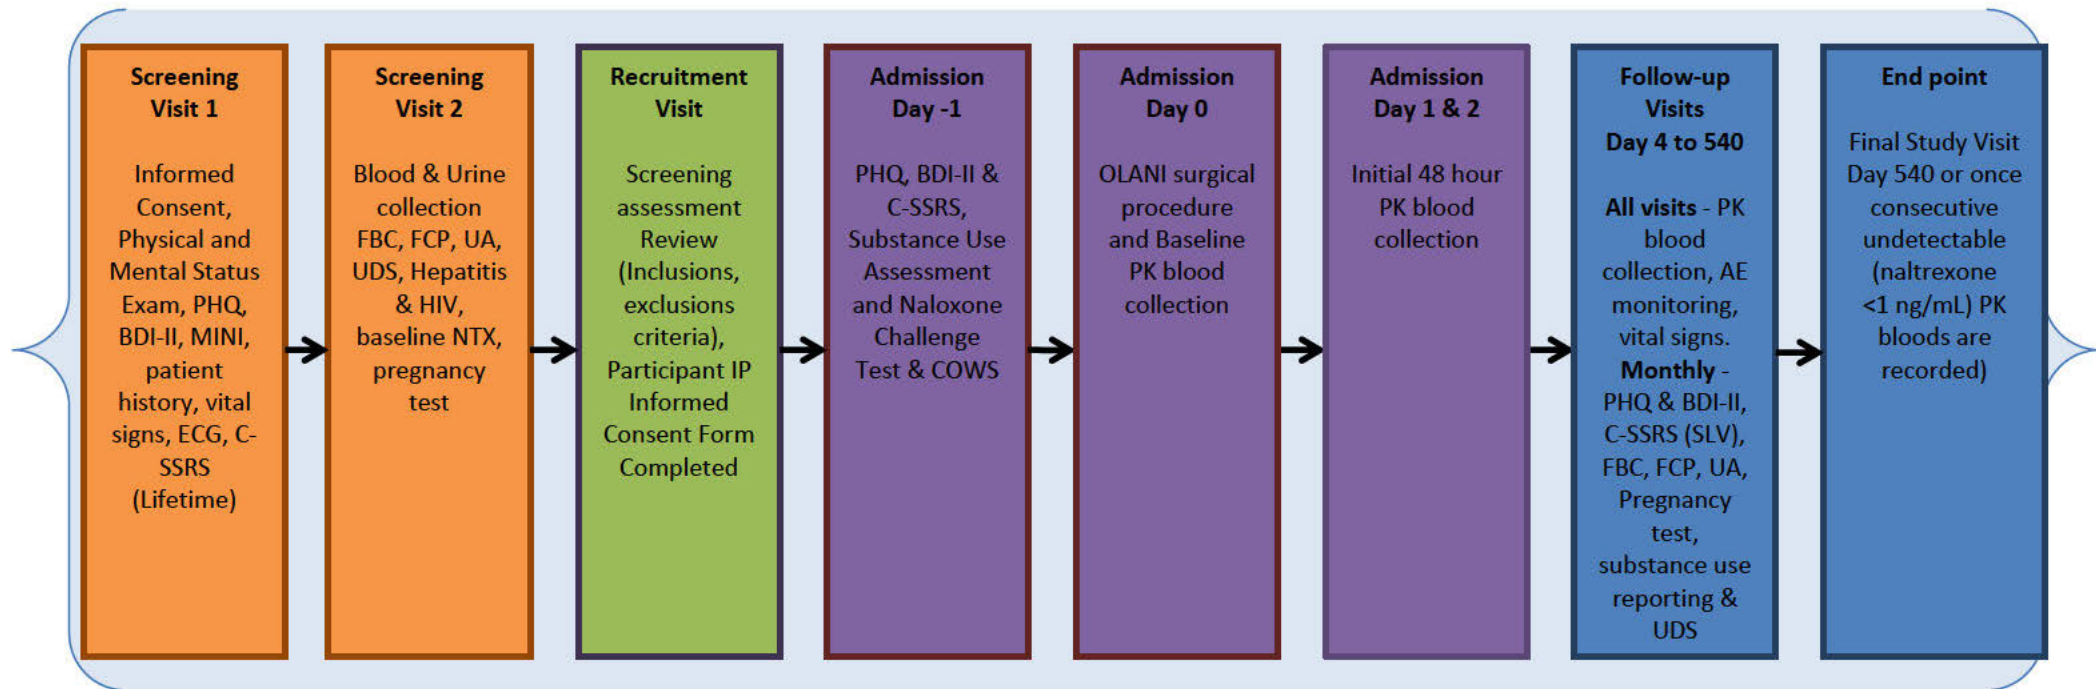 Screening
Visit 1
Informed
Consent,
Physical and
Mental Status
Exam, PHQ,
BDI-II, MINI,
patient
history, vital
signs, ECG, C-
SSRS
(Lifetime)
Screening
Visit 2
Blood & Urine
collection
FBC, FCP, UA,
UDS, Hepatitis
& HIV,
baseline NTX,
pregnancy
test
Recruitment
Visit
Screening
assessment
Review
(Inclusions,
exclusions
criteria),
Participant IP
Informed
Consent Form
Completed
Admission
Day -1
PHQ, BDI-II &
C-SSRS,
Substance Use
Assessment
and Naloxone
Challenge
Test & COWS
Admission
Day 0
OLANI surgical
procedure
and Baseline
PK blood
collection
Admission
Day 1 & 2
Initial 48 hour
PK blood
collection
Follow-up
Visits
Day 4 to 540
All visits - PK
blood
collection, AE
monitoring,
vital signs.
Monthly -
PHQ & BDI-II,
C-SSRS (SLV),
FBC, FCP, UA,
Pregnancy
test,
substance use
reporting &
UDS
End point
Final Study Visit
Day 540 or once
consecutive
undetectable
(naltrexone
<1 ng/mL) PK
bloods are
recorded)